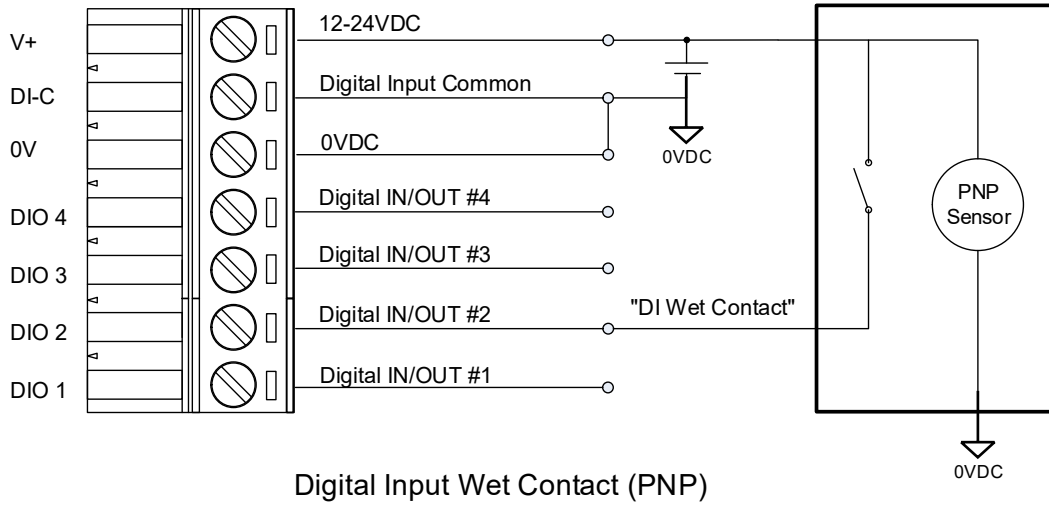 V+
12-24VDC
DI-C
Digital Input Common
0V
0VDC
0VDC
DIO 4
Digital IN/OUT #4
PNP
Sensor
DIO 3
Digital IN/OUT #3
DIO 2
Digital IN/OUT #2
"DI Wet Contact"
DIO 1
Digital IN/OUT #1
0VDC
Digital Input Wet Contact (PNP)